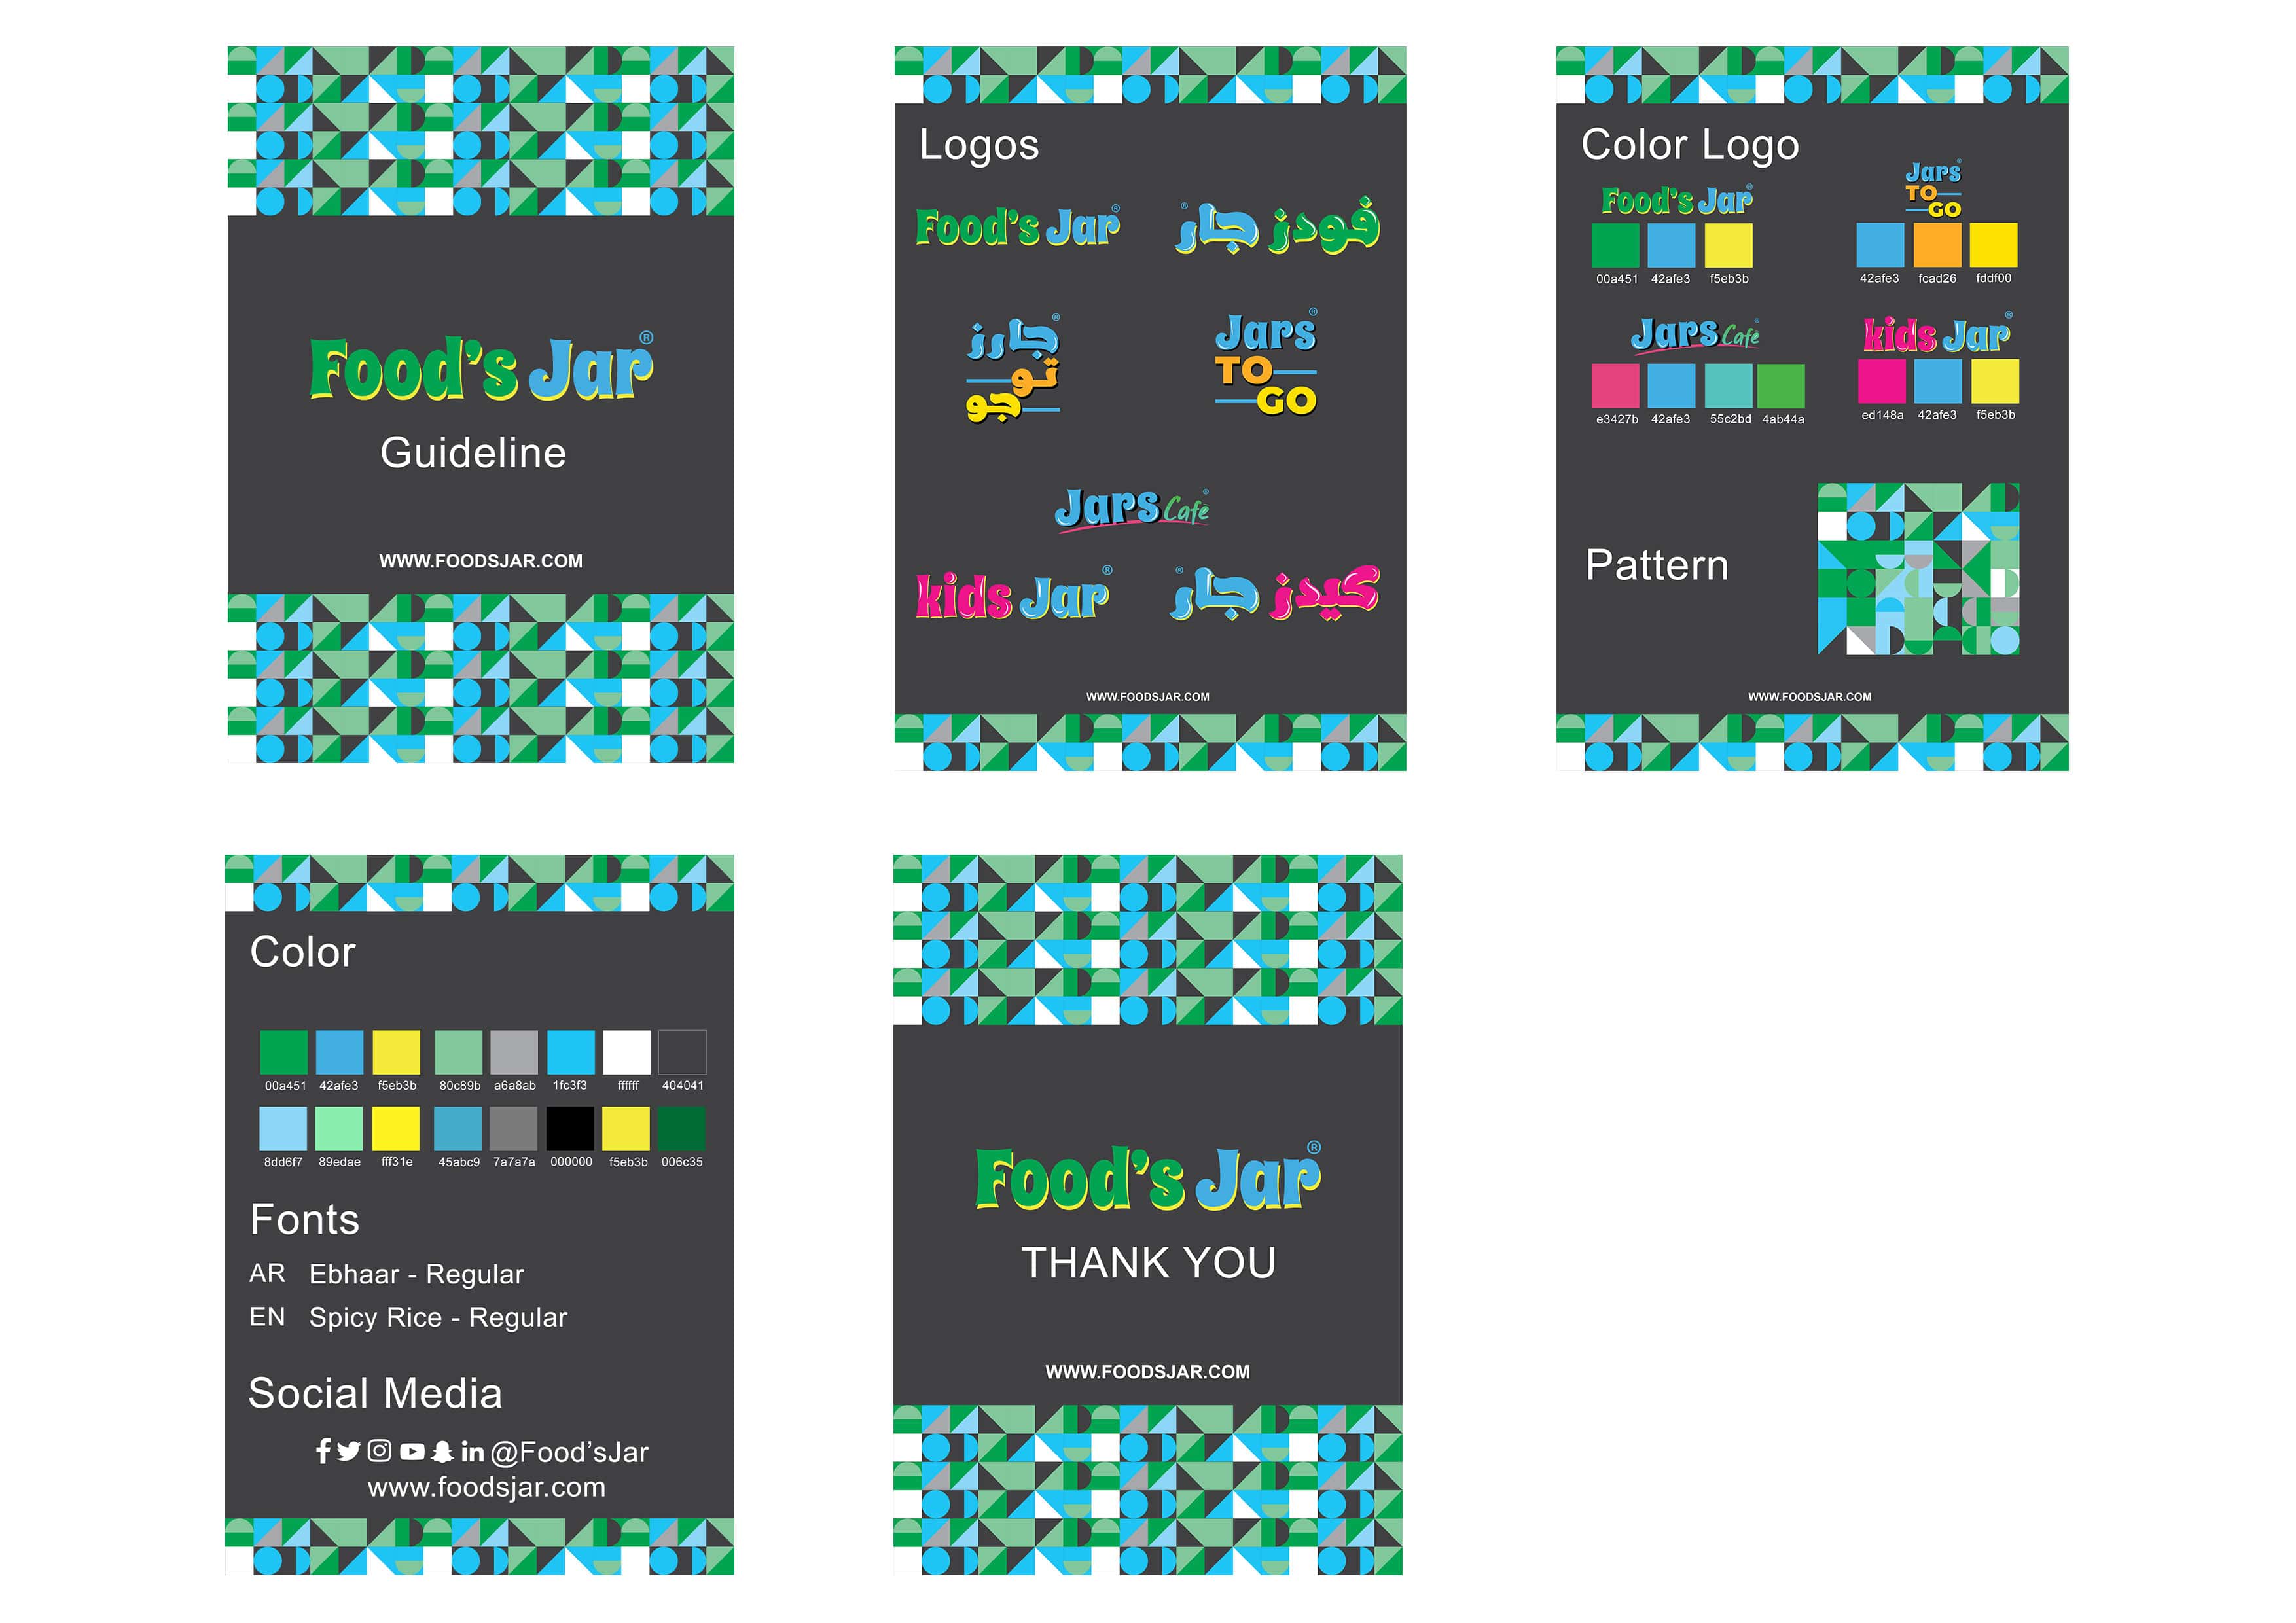 Food's Jar®
Guideline
WWW.FOODSJAR.COM
Logos
Food's Jar®
فودز جار®
جارز®
تو
جو
Jars®
TO
GO
Jars Cafe®
kids Jar®
كيدز جار®
WWW.FOODSJAR.COM
Color Logo
Food's Jar®
00a451 42afe3 f5eb3b
Jars®
TO
GO
42afe3 fcad26 fddf00
Jars Cafe
e3427b 42afe3 55c2bd 4ab44a
kids Jar®
ed148a 42afe3 f5eb3b
Pattern
WWW.FOODSJAR.COM
Color
00a451 42afe3 f5eb3b 80c89b a6a8ab 1fc3f3 ffffff 404041
8dd6f7 89edae fff31e 45abc9 7a7a7a 000000 f5eb3b 006c35
Fonts
AR Ebhaar - Regular
EN Spicy Rice - Regular
Social Media
@Food'sJar
www.foodsjar.com
Food's Jar®
THANK YOU
WWW.FOODSJAR.COM